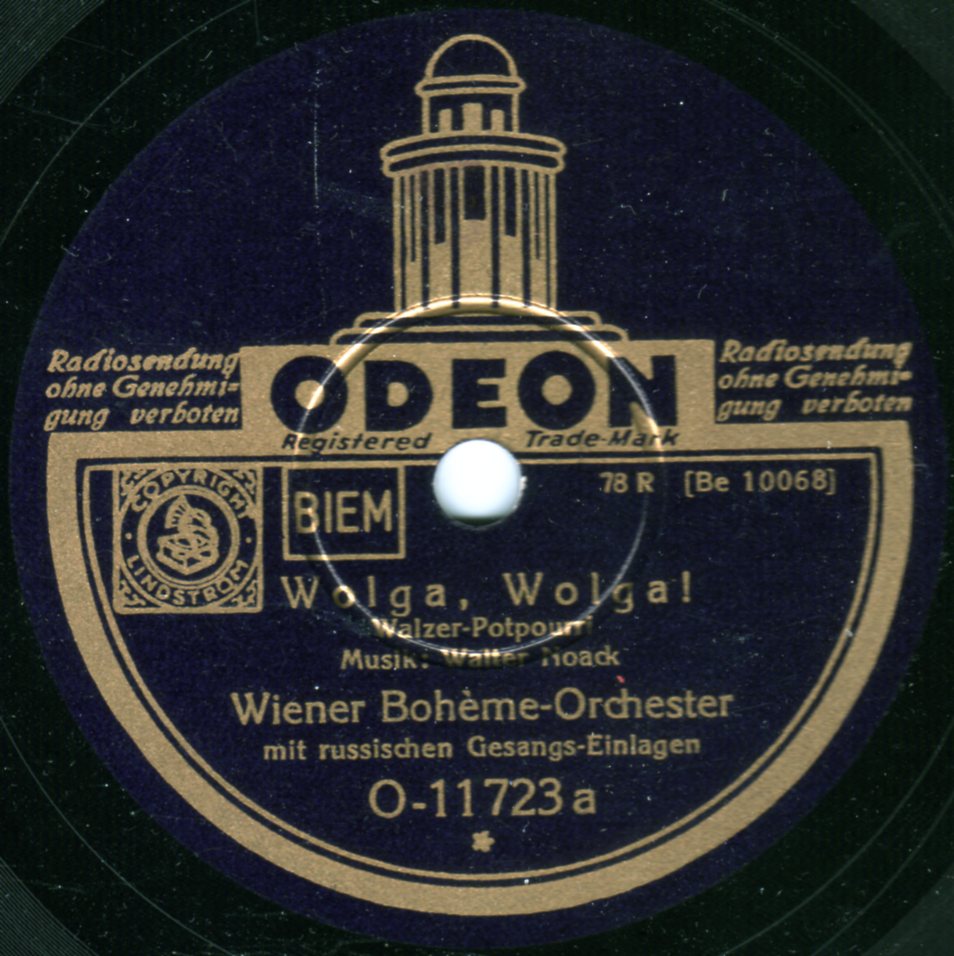 Radiosendung
ohne Genehmi=
gung verboten
ODEON
Registered Trade-Mark
Radiosendung
ohne Genehmi=
gung verboten
COPYRIGHT
LINDSTRÖM
BIEM
78 R [Be 10068]
Wolga, Wolga!
Walzer-Potpourri
Musik: Walter Noack
Wiener Bohème-Orchester
mit russischen Gesangs-Einlagen
O-11723 a